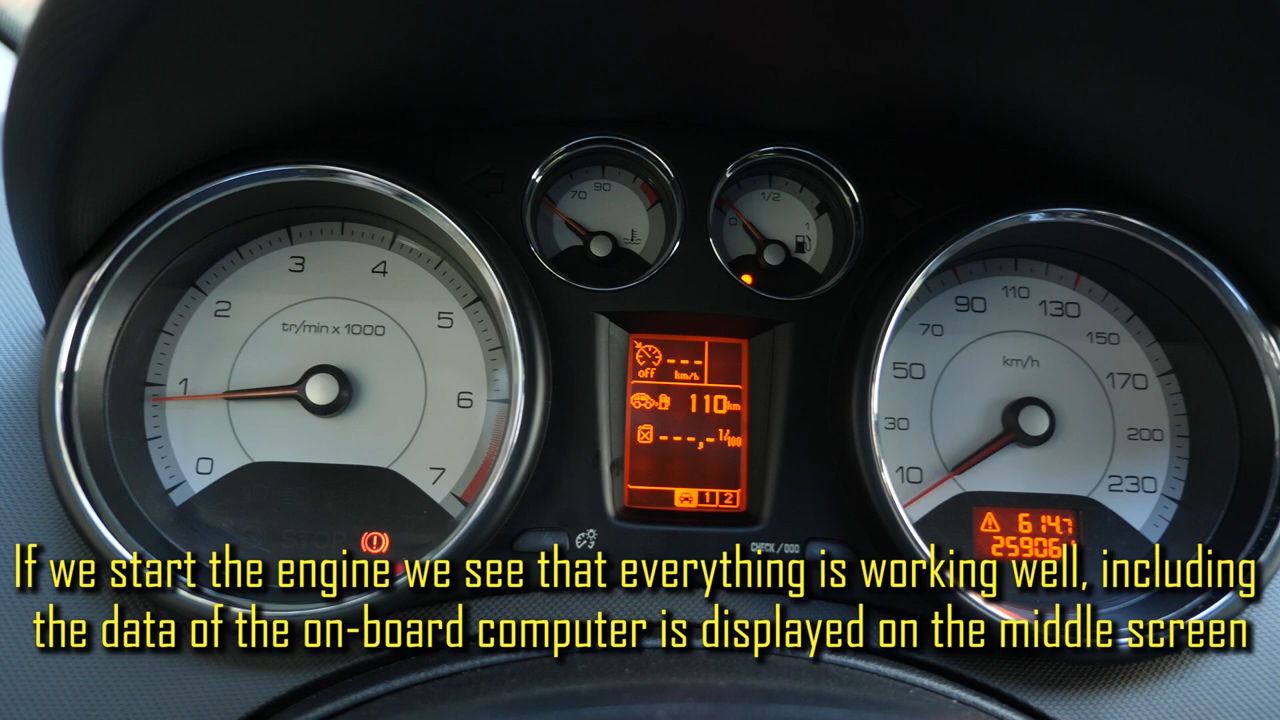 70 90
1/2
0 1
3 4
2 5
tr/min x 1000
1 6
0 7
90 110 130
70 150
km/h
50 170
30 200
10 230
off ---
km/h
110 km
---,- l/100
1 2
CHECK / 000
614.7
259061
If we start the engine we see that everything is working well, including
the data of the on-board computer is displayed on the middle screen